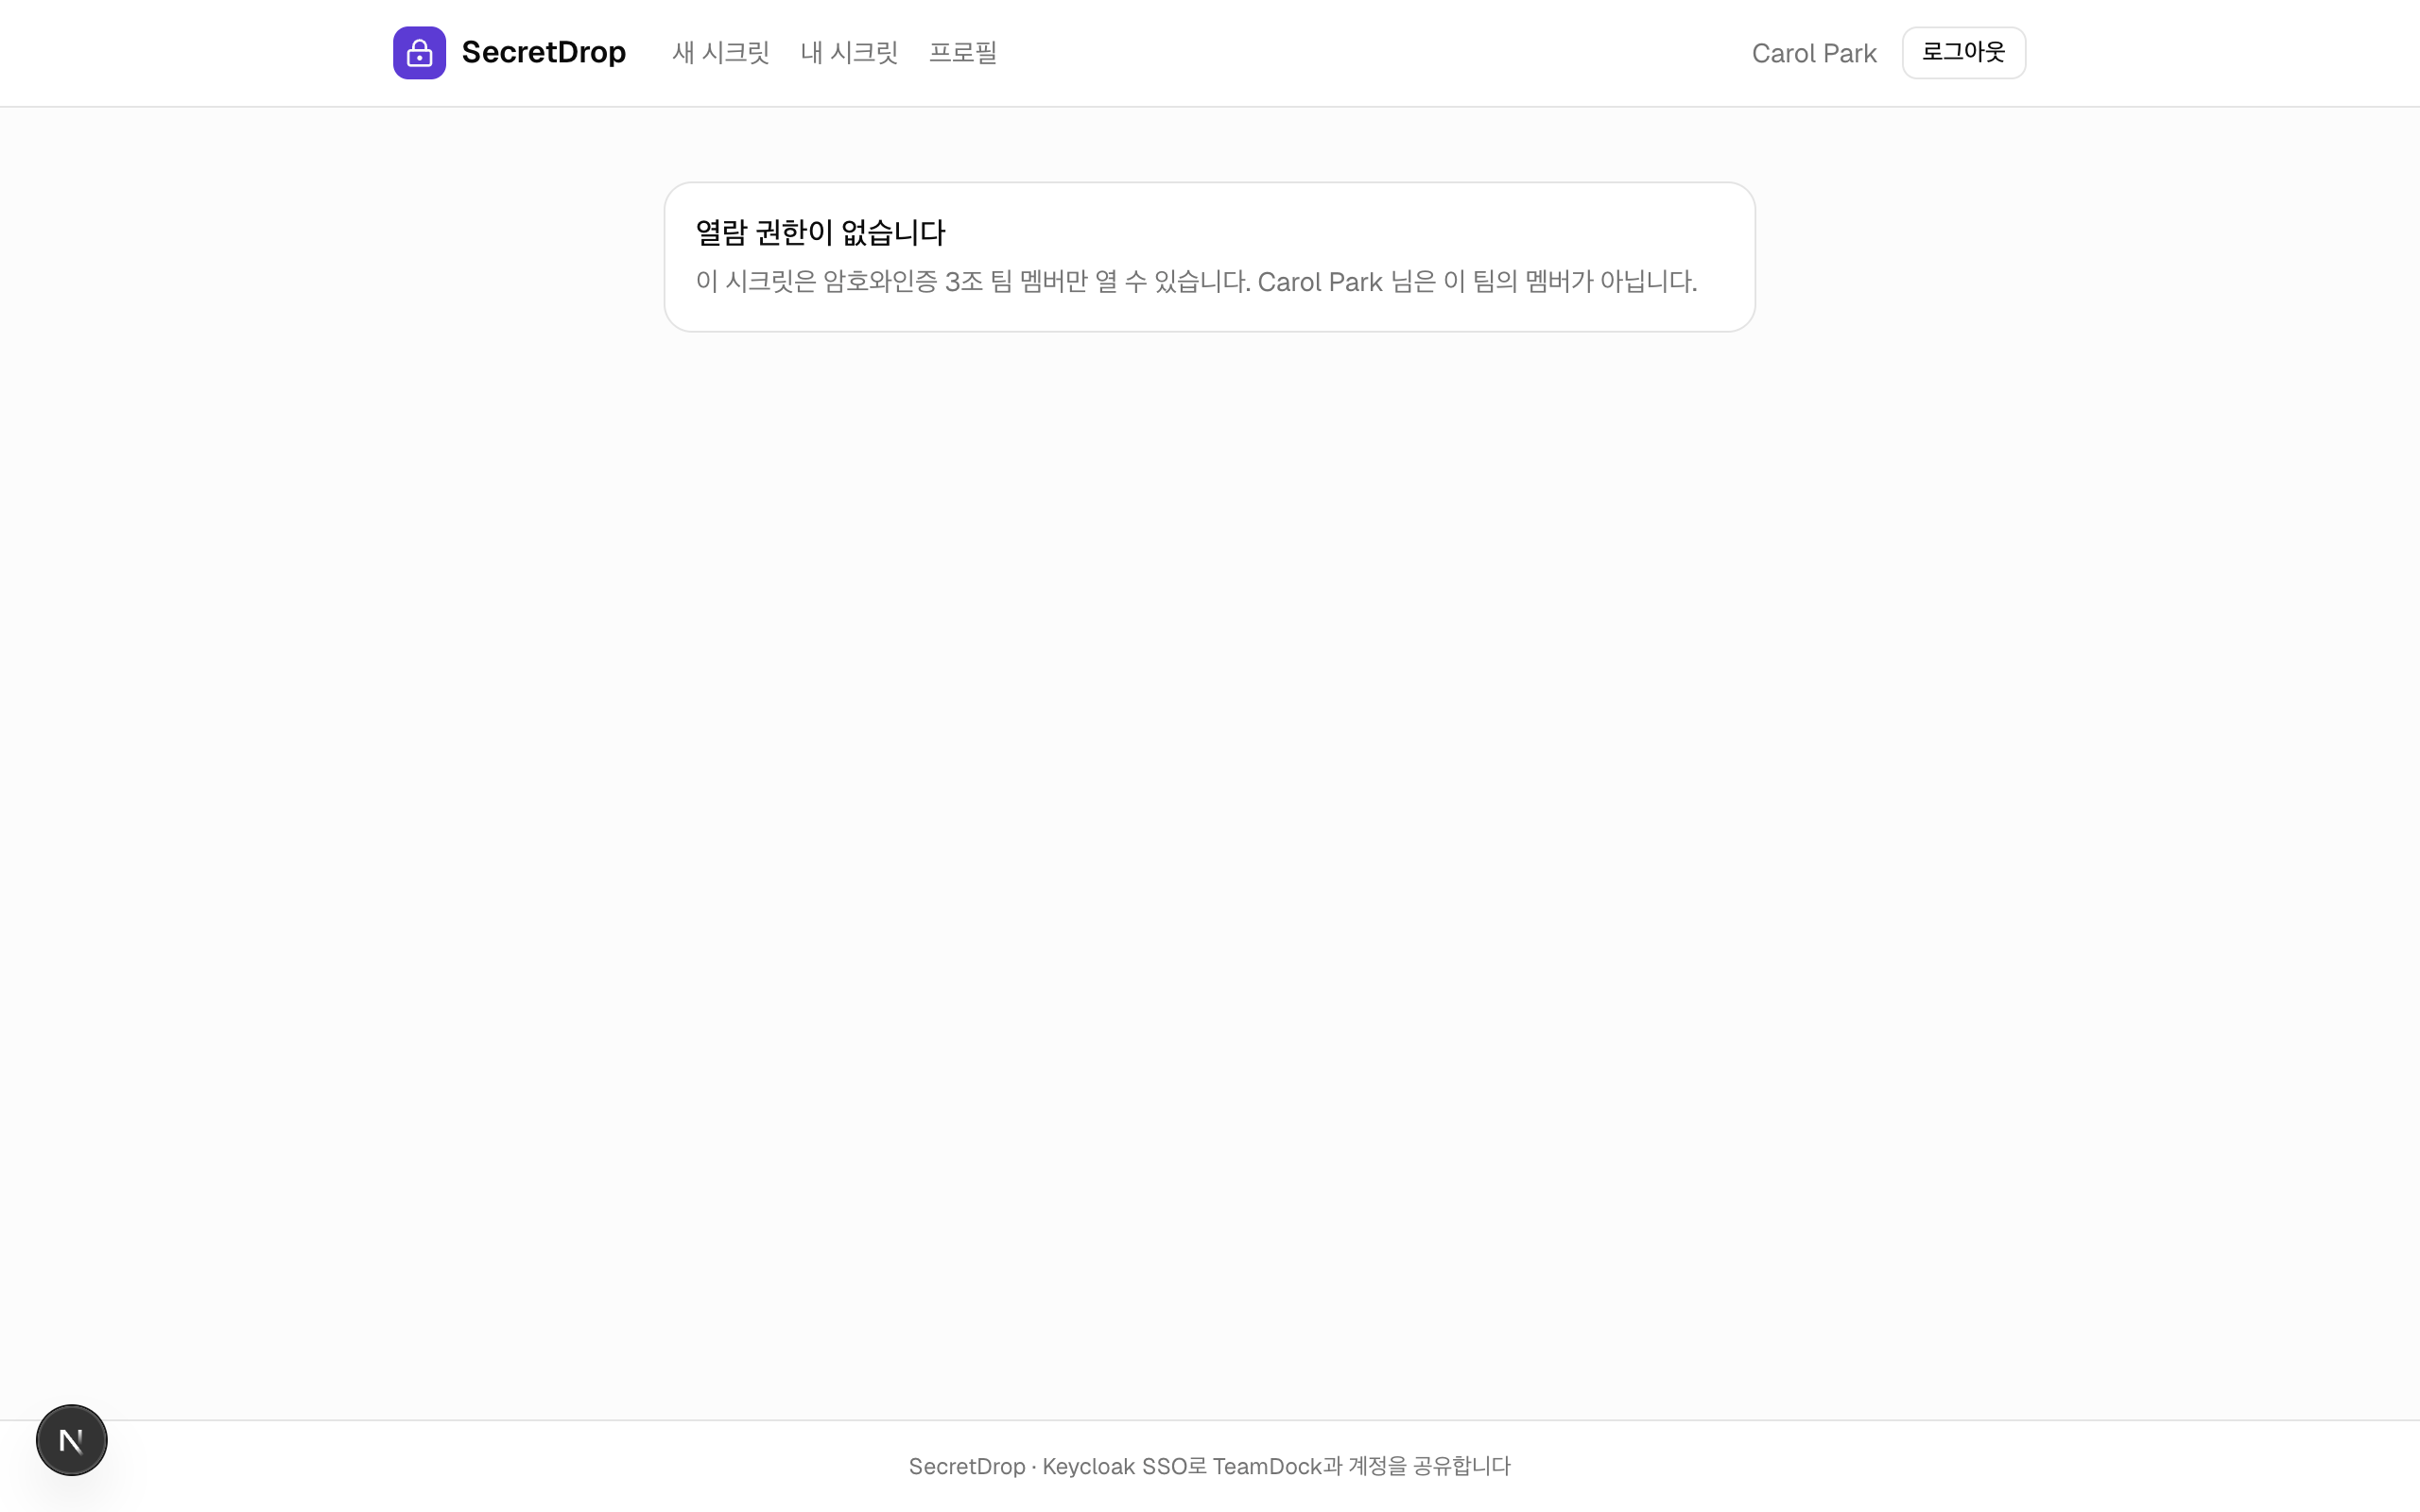 SecretDrop 새 시크릿 내 시크릿 프로필 Carol Park 로그아웃
열람 권한이 없습니다
이 시크릿은 암호와인증 3조 팀 멤버만 열 수 있습니다. Carol Park 님은 이 팀의 멤버가 아닙니다.
N
SecretDrop · Keycloak SSO로 TeamDock과 계정을 공유합니다